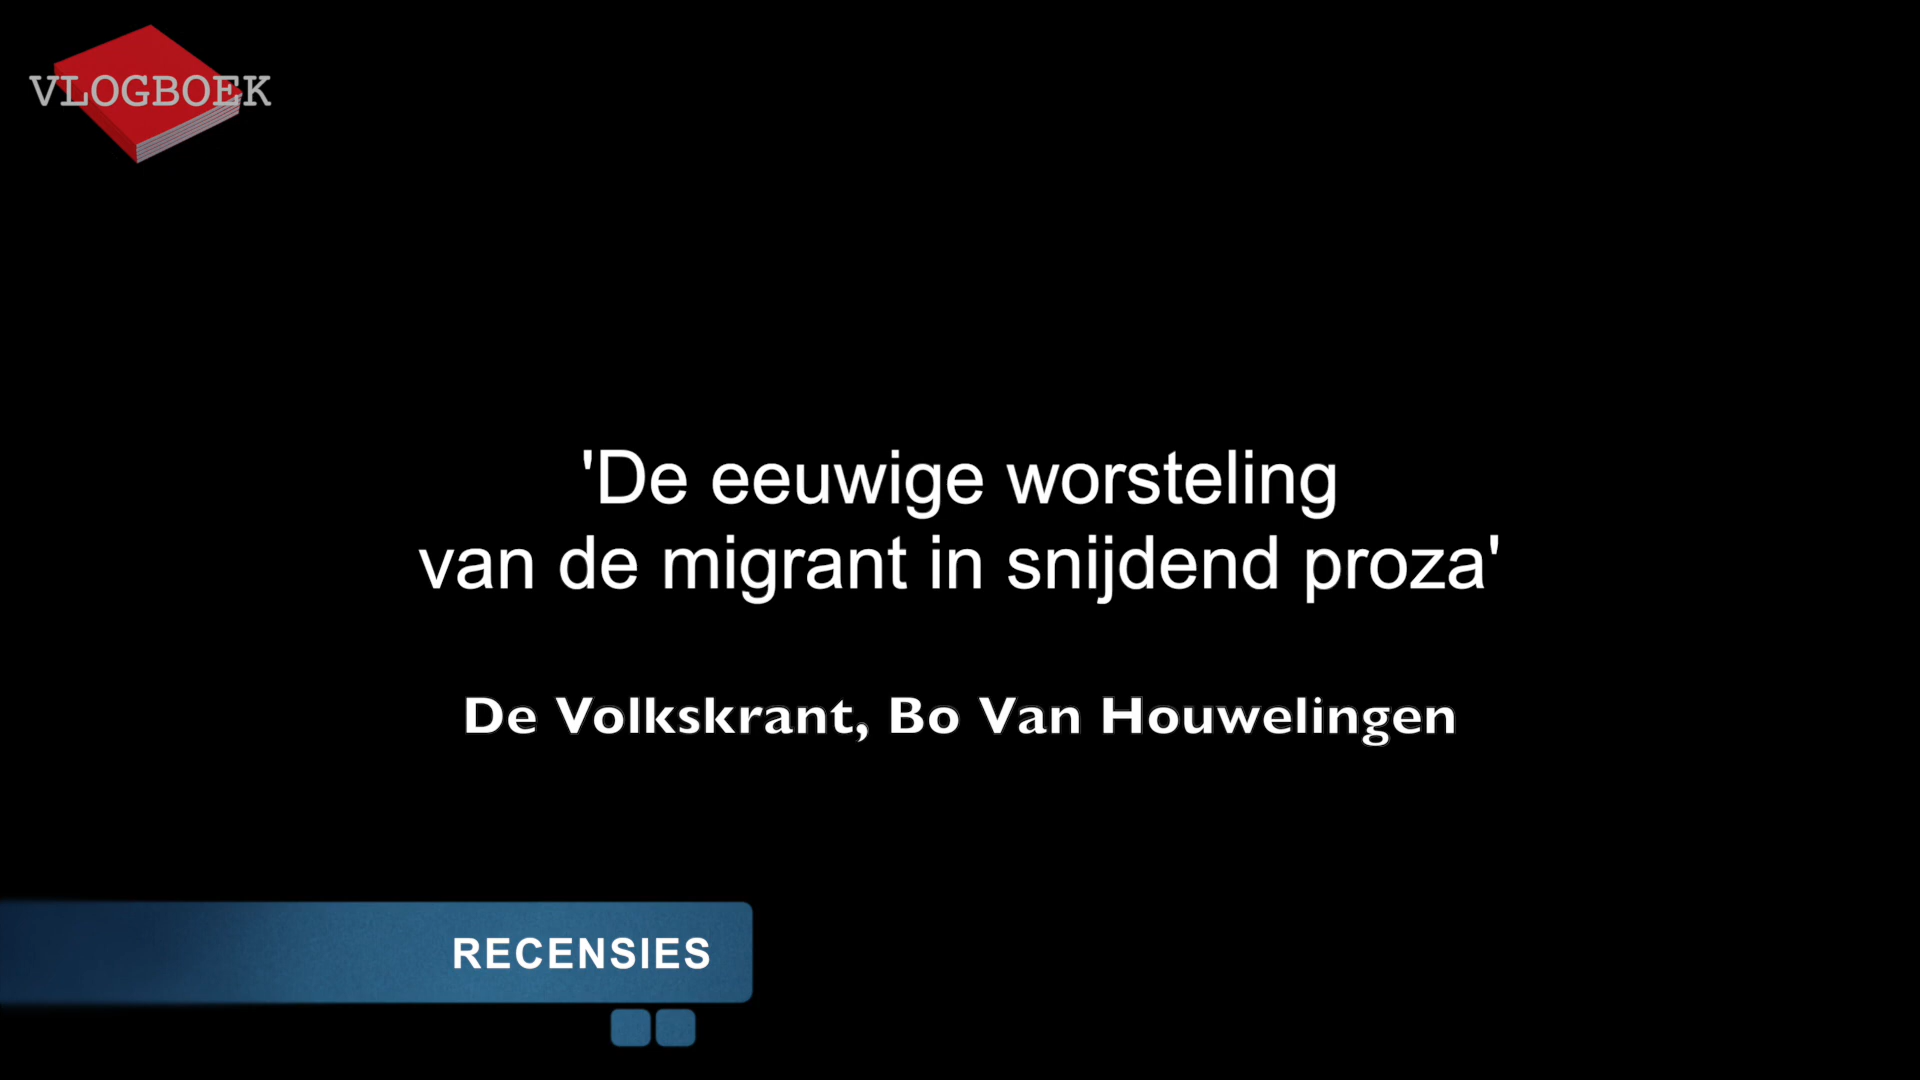 VLOGBOEK
'De eeuwige worsteling
van de migrant in snijdend proza'
De Volkskrant, Bo Van Houwelingen
RECENSIES